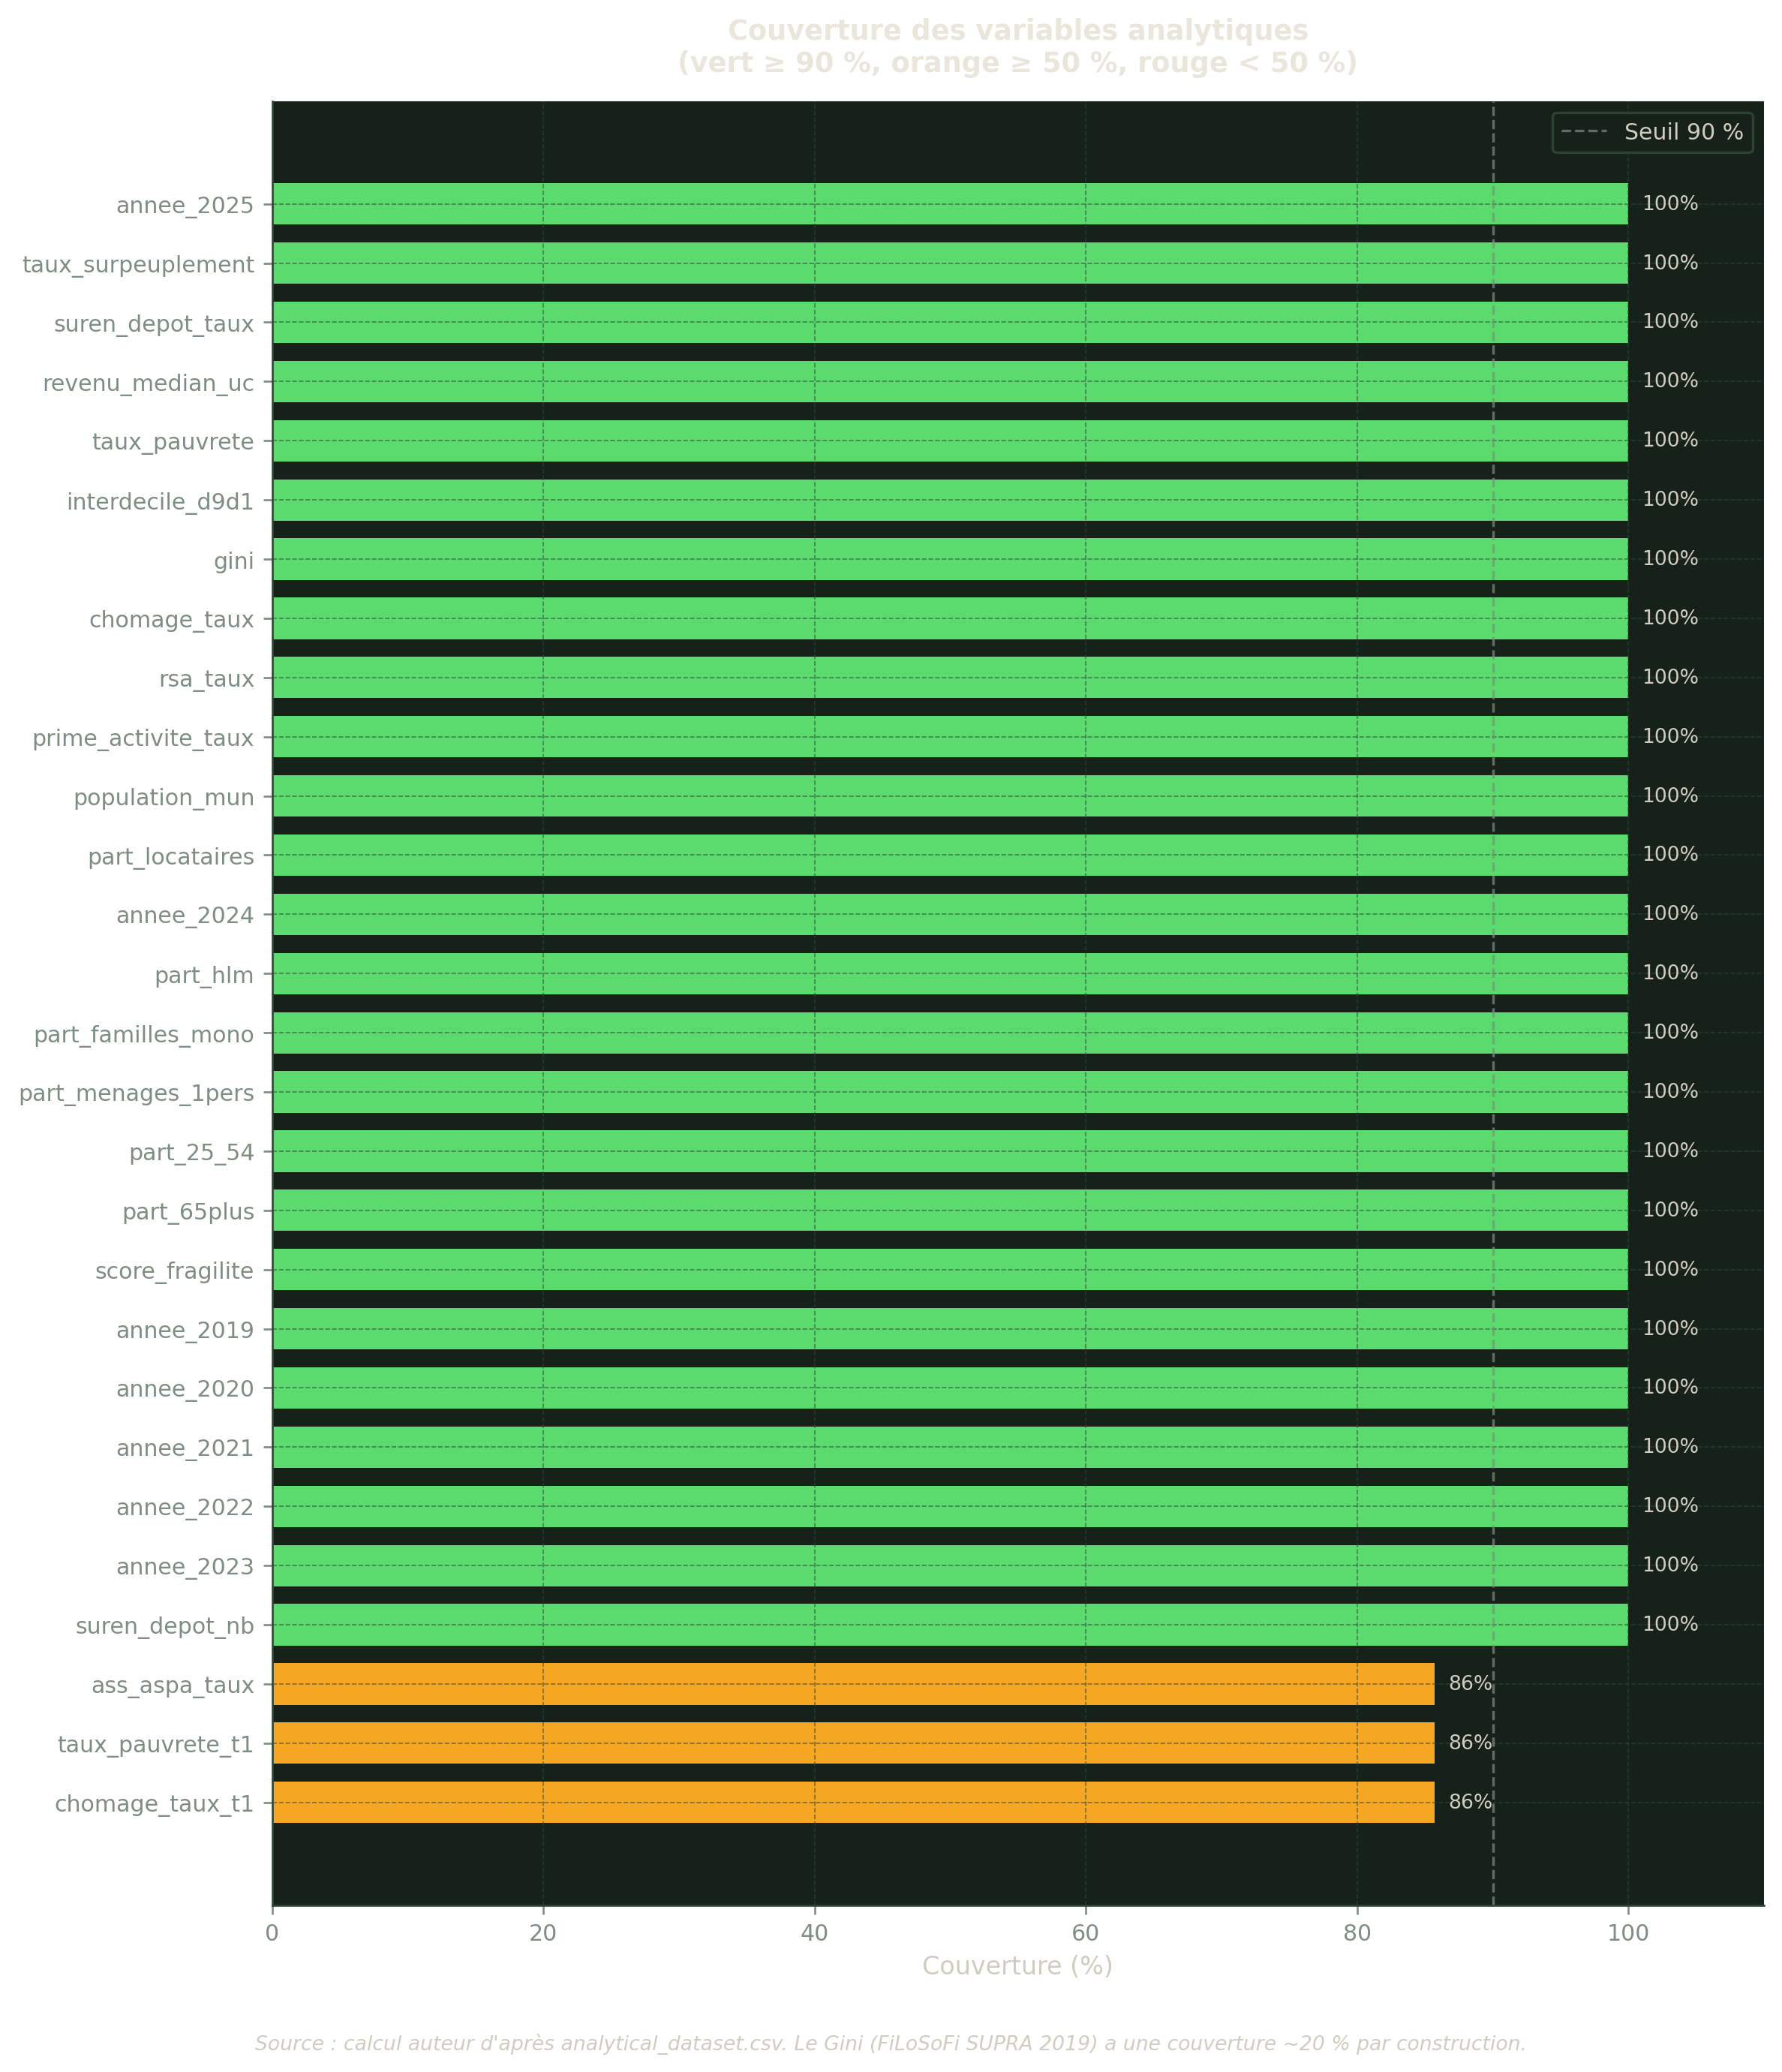 Couverture des variables analytiques
(vert ≥ 90 %, orange ≥ 50 %, rouge < 50 %)
Seuil 90 %
annee_2025 100%
taux_surpeuplement 100%
suren_depot_taux 100%
revenu_median_uc 100%
taux_pauvrete 100%
interdecile_d9d1 100%
gini 100%
chomage_taux 100%
rsa_taux 100%
prime_activite_taux 100%
population_mun 100%
part_locataires 100%
annee_2024 100%
part_hlm 100%
part_familles_mono 100%
part_menages_1pers 100%
part_25_54 100%
part_65plus 100%
score_fragilite 100%
annee_2019 100%
annee_2020 100%
annee_2021 100%
annee_2022 100%
annee_2023 100%
suren_depot_nb 100%
ass_aspa_taux 86%
taux_pauvrete_t1 86%
chomage_taux_t1 86%
0 20 40 60 80 100
Couverture (%)
Source : calcul auteur d'après analytical_dataset.csv. Le Gini (FiLoSoFi SUPRA 2019) a une couverture ~20 % par construction.